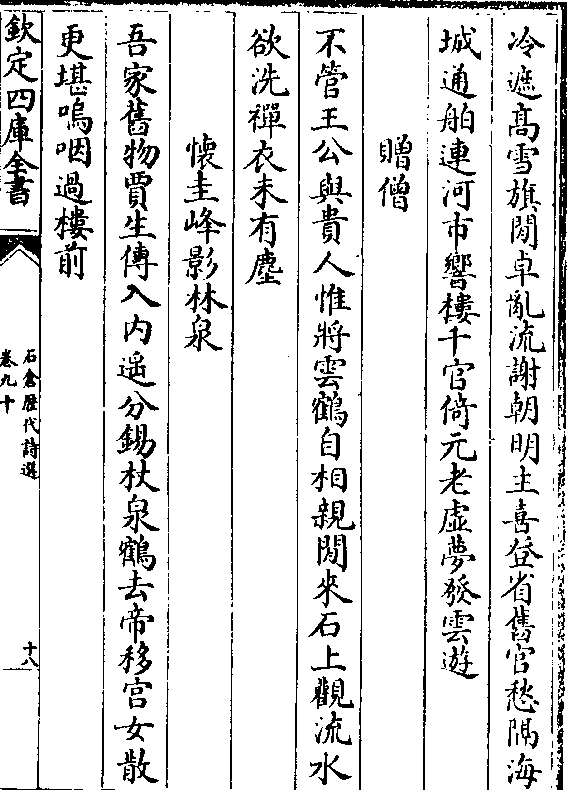 冷遮高雪旗閒卓亂流謝朝明主喜登省舊官愁隔海
城通舶連河市響樓千官倚元老虛夢發雲遊
贈僧
不管王公與貴人惟將雲鶴自相親閒來石上觀流水
欲洗禪衣未有塵
懷圭峰影林泉
吾家舊物賈生傳入內遥分錫杖泉鶴去帝移宮女散
更堪嗚咽過樓前
欽定四庫全書
石倉歴代詩選
卷九十
十八